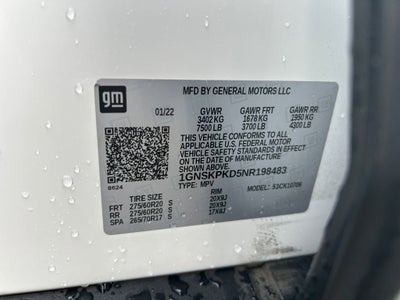 gm
MFD BY GENERAL MOTORS LLC
01/22 GVWR GAWR FRT GAWR RR
3402 KG 1678 KG 1950 KG
7500 LB 3700 LB 4300 LB
THIS VEHICLE CONFORMS TO ALL
APPLICABLE U.S. FEDERAL MOTOR
VEHICLE SAFETY STANDARDS IN EFFECT ON
THE DATE OF MANUFACTURE SHOWN ABOVE.
1GNSKPKD5NR198483
0624 TYPE: MPV MODEL: S3CK10706
TIRE SIZE RIM
FRT 275/60R20 S 20X9J
RR 275/60R20 S 20X9J
SPA 265/70R17 S 17X8J